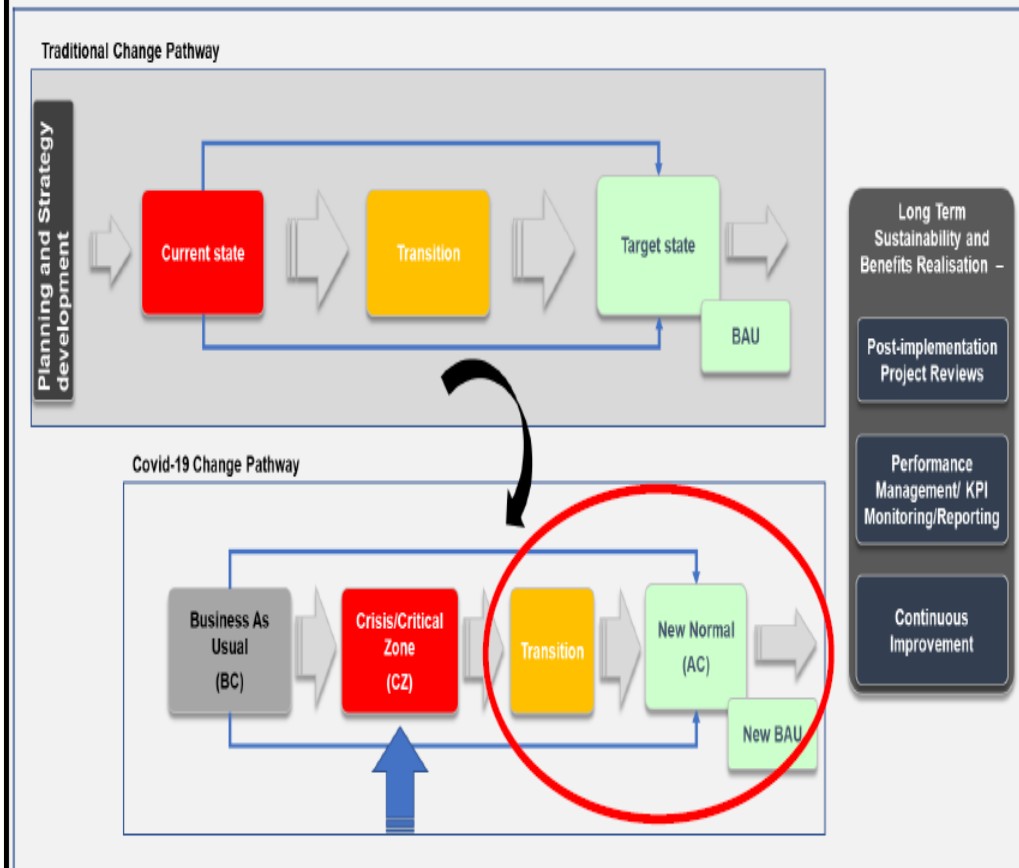 Traditional Change Pathway
Planning and Strategy
development
Current state
Transition
Target state
BAU
Covid-19 Change Pathway
Business As
Usual
(BC)
Crisis/Critical
Zone
(CZ)
Transition
New Normal
(AC)
New BAU
Long Term
Sustainability and
Benefits Realisation –
Post-implementation
Project Reviews
Performance
Management/ KPI
Monitoring/Reporting
Continuous
Improvement